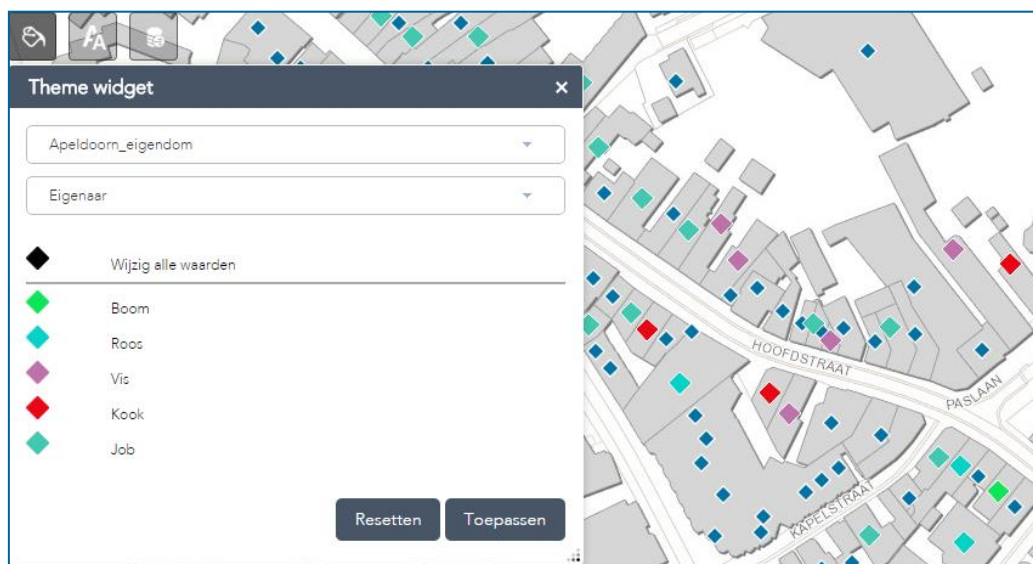 Theme widget
Apeldoorn_eigendom
Eigenaar
Wijzig alle waarden
Boom
Roos
Vis
Kook
Job
Resetten
Toepassen
HOOFDSTRAAT
PASLAAN
KAPELSTRAAT